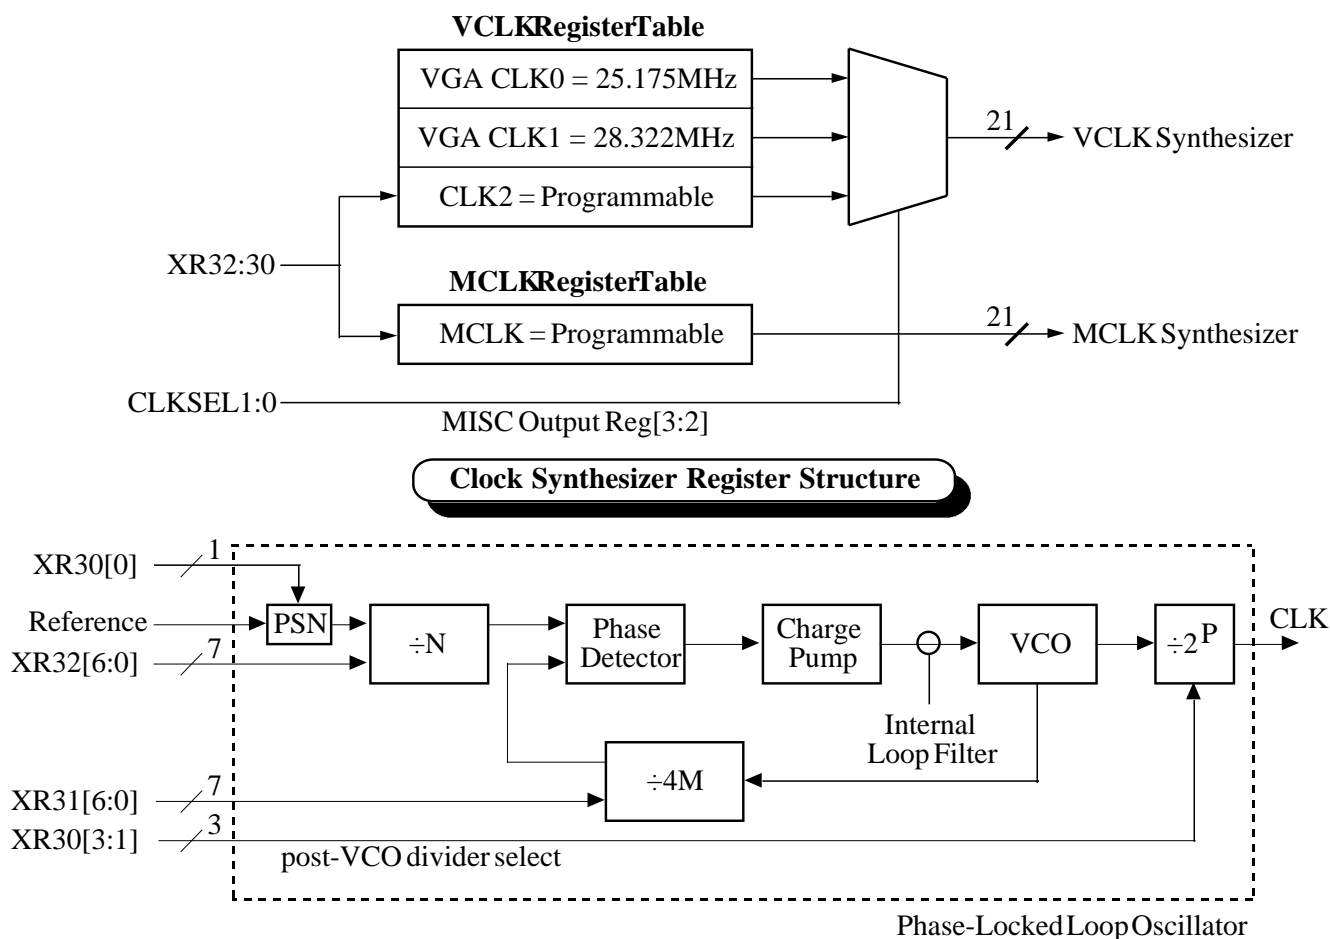 VCLKRegisterTable
VGA CLK0 = 25.175MHz
VGA CLK1 = 28.322MHz
CLK2 = Programmable
21
VCLK Synthesizer
XR32:30
MCLKRegisterTable
MCLK = Programmable
21
MCLK Synthesizer
CLKSEL1:0
MISC Output Reg[3:2]
Clock Synthesizer Register Structure
XR30[0]
1
Reference
PSN
XR32[6:0]
7
÷N
Phase
Detector
Charge
Pump
VCO
÷2^P
CLK
Internal
Loop Filter
÷4M
XR31[6:0]
7
XR30[3:1]
3
post-VCO divider select
Phase-Locked Loop Oscillator